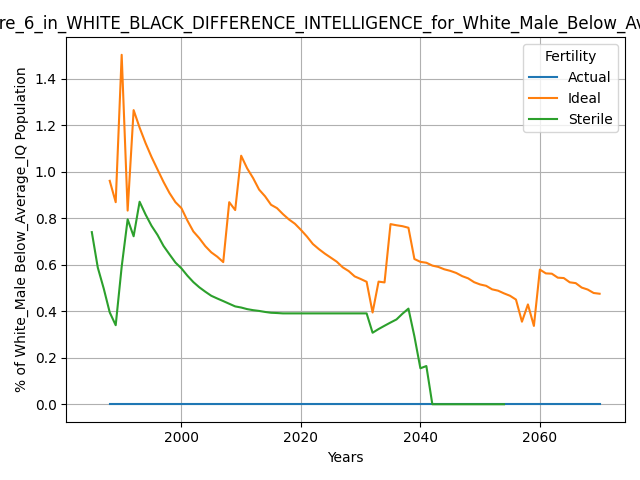 re_6_in_WHITE_BLACK_DIFFERENCE_INTELLIGENCE_for_White_Male_Below_Av
% of White_Male Below_Average_IQ Population
1.4
1.2
1.0
0.8
0.6
0.4
0.2
0.0
Fertility
Actual
Ideal
Sterile
2000
2020
2040
2060
Years